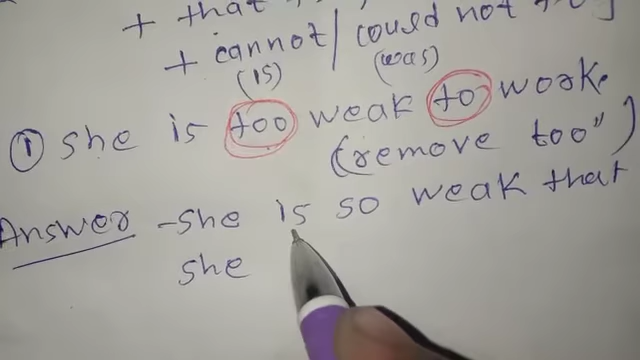 + that
+ cannot/ could not
(is) (was)
① She is too weak to work.
(remove too")
Answer -She is so weak that
she